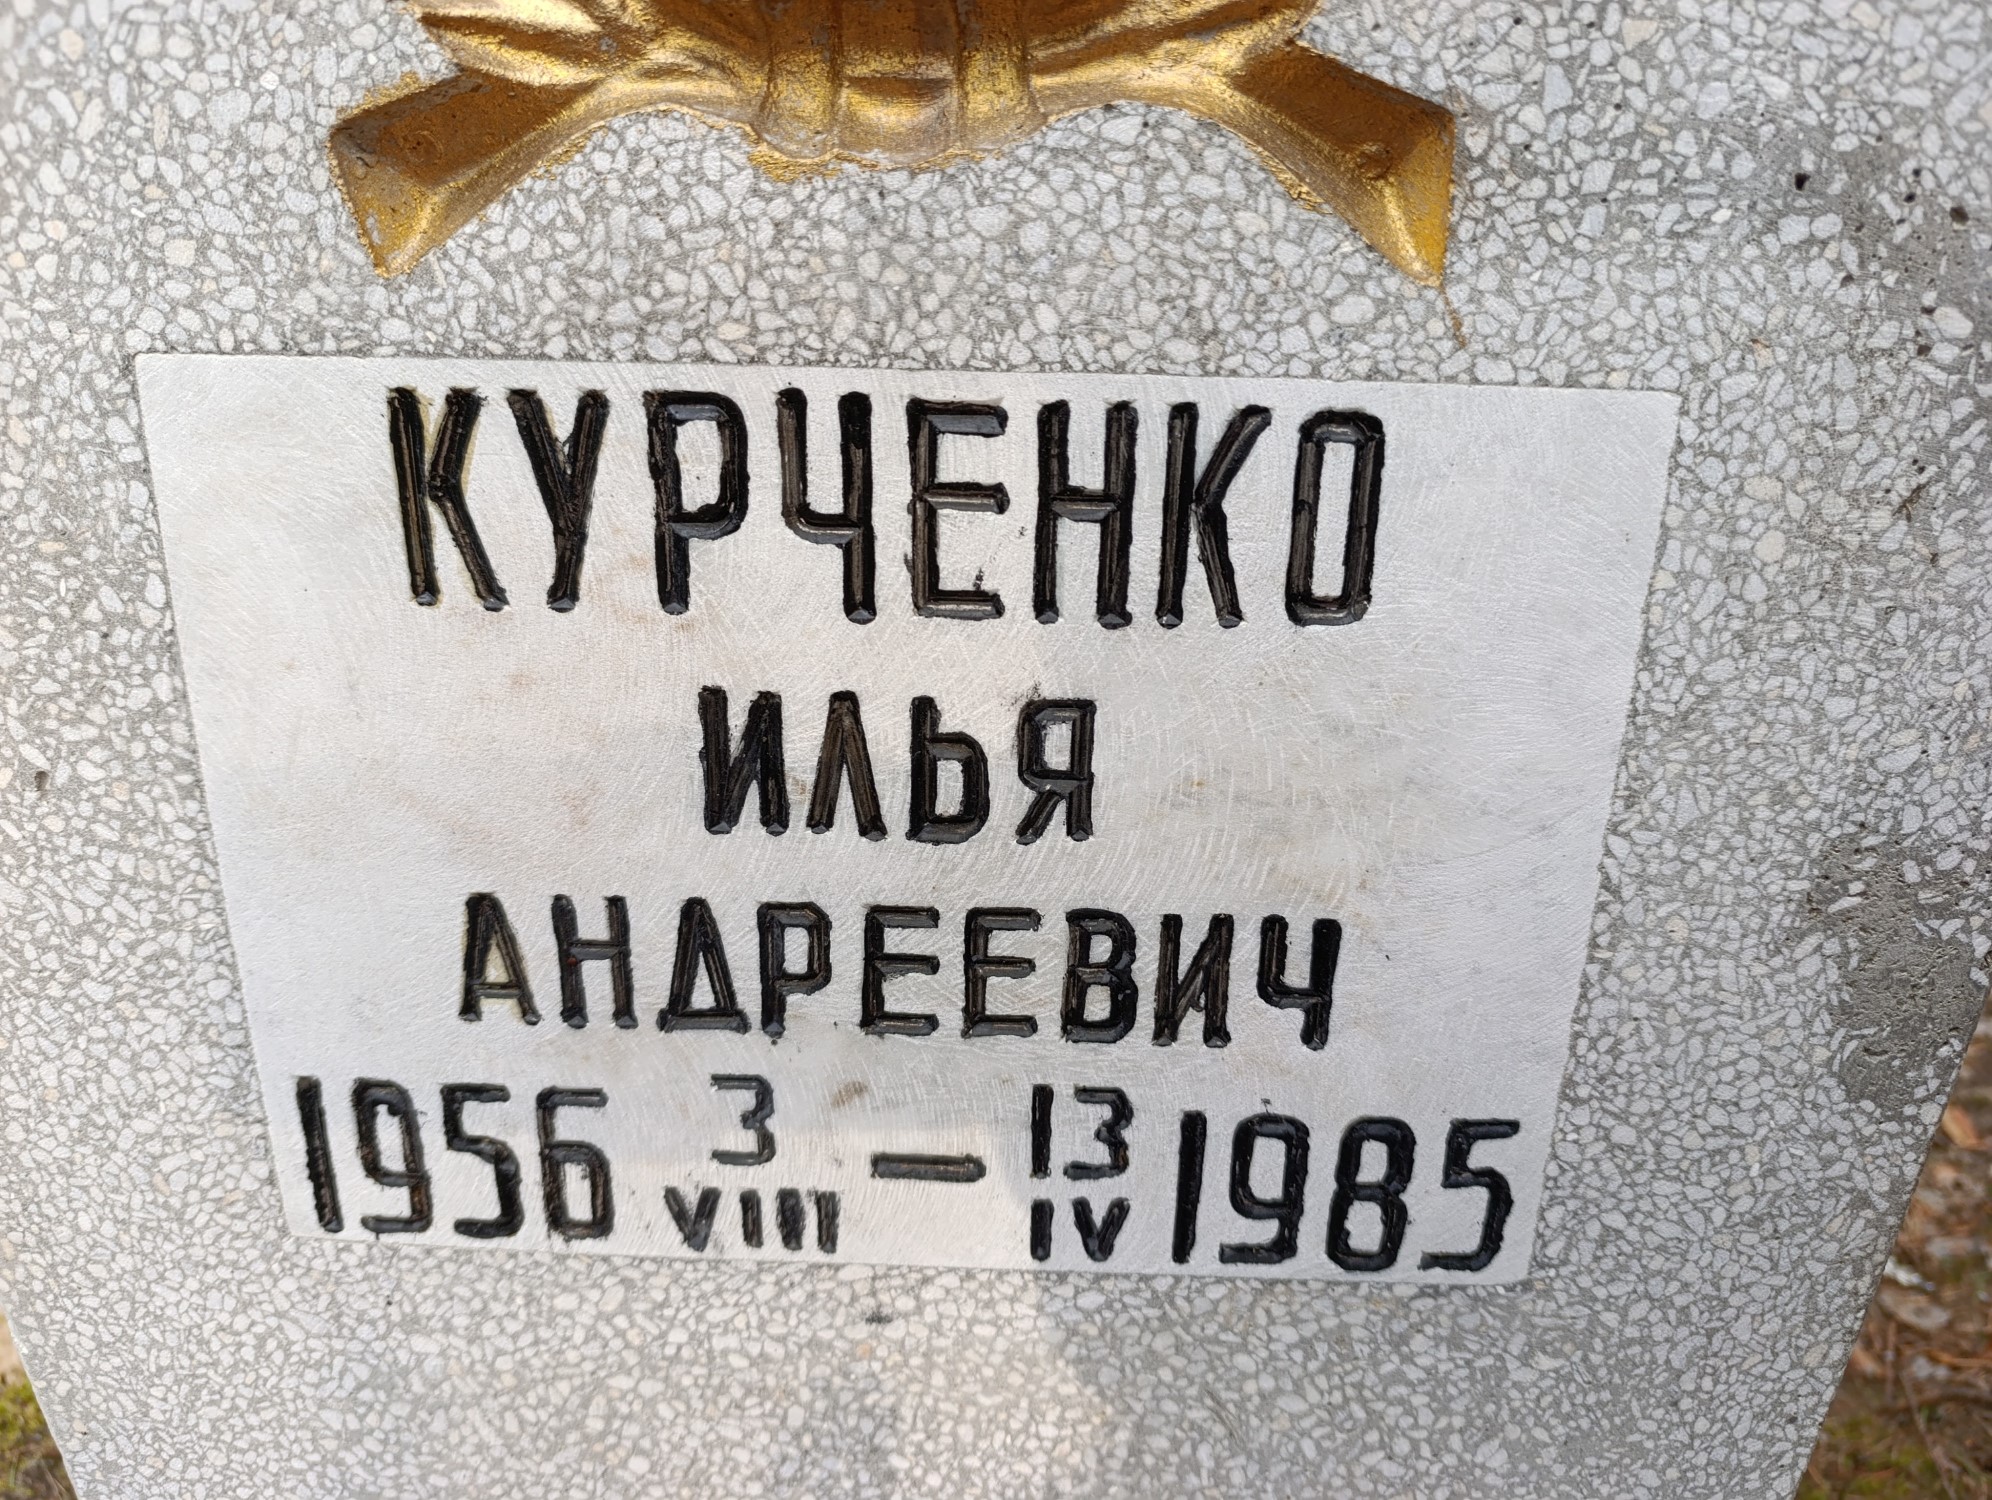 КУРЧЕНКО
ИЛЬЯ
АНДРЕЕВИЧ
1956 3/VIII – 13/IV 1985